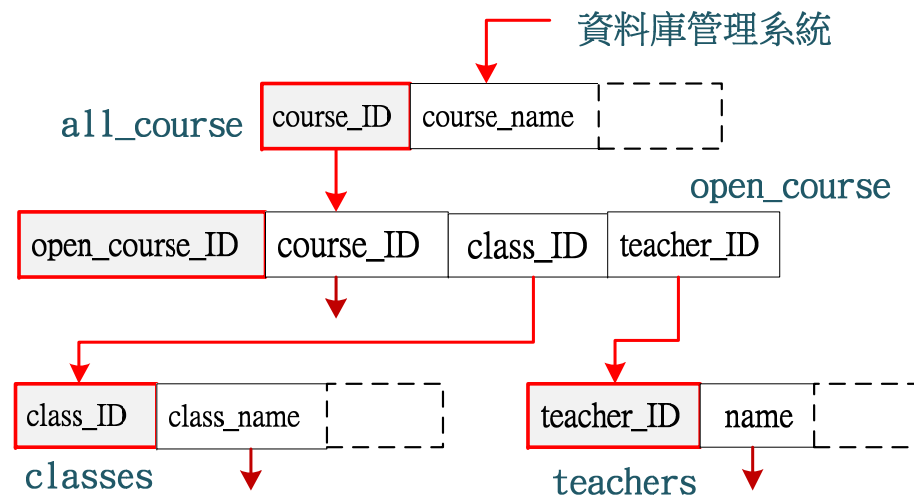 資料庫管理系統
all_course
course_ID course_name
open_course
open_course_ID course_ID class_ID teacher_ID
class_ID class_name
teacher_ID name
classes
teachers